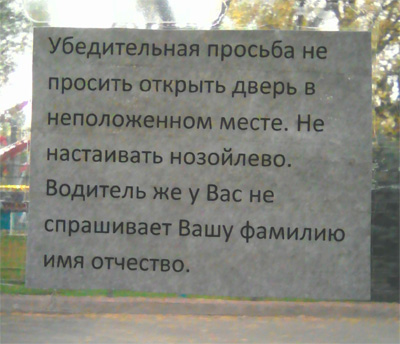 Убедительная просьба не
просить открыть дверь в
неположенном месте. Не
настаивать нозойлево.
Водитель же у Вас не
спрашивает Вашу фамилию
имя отчество.